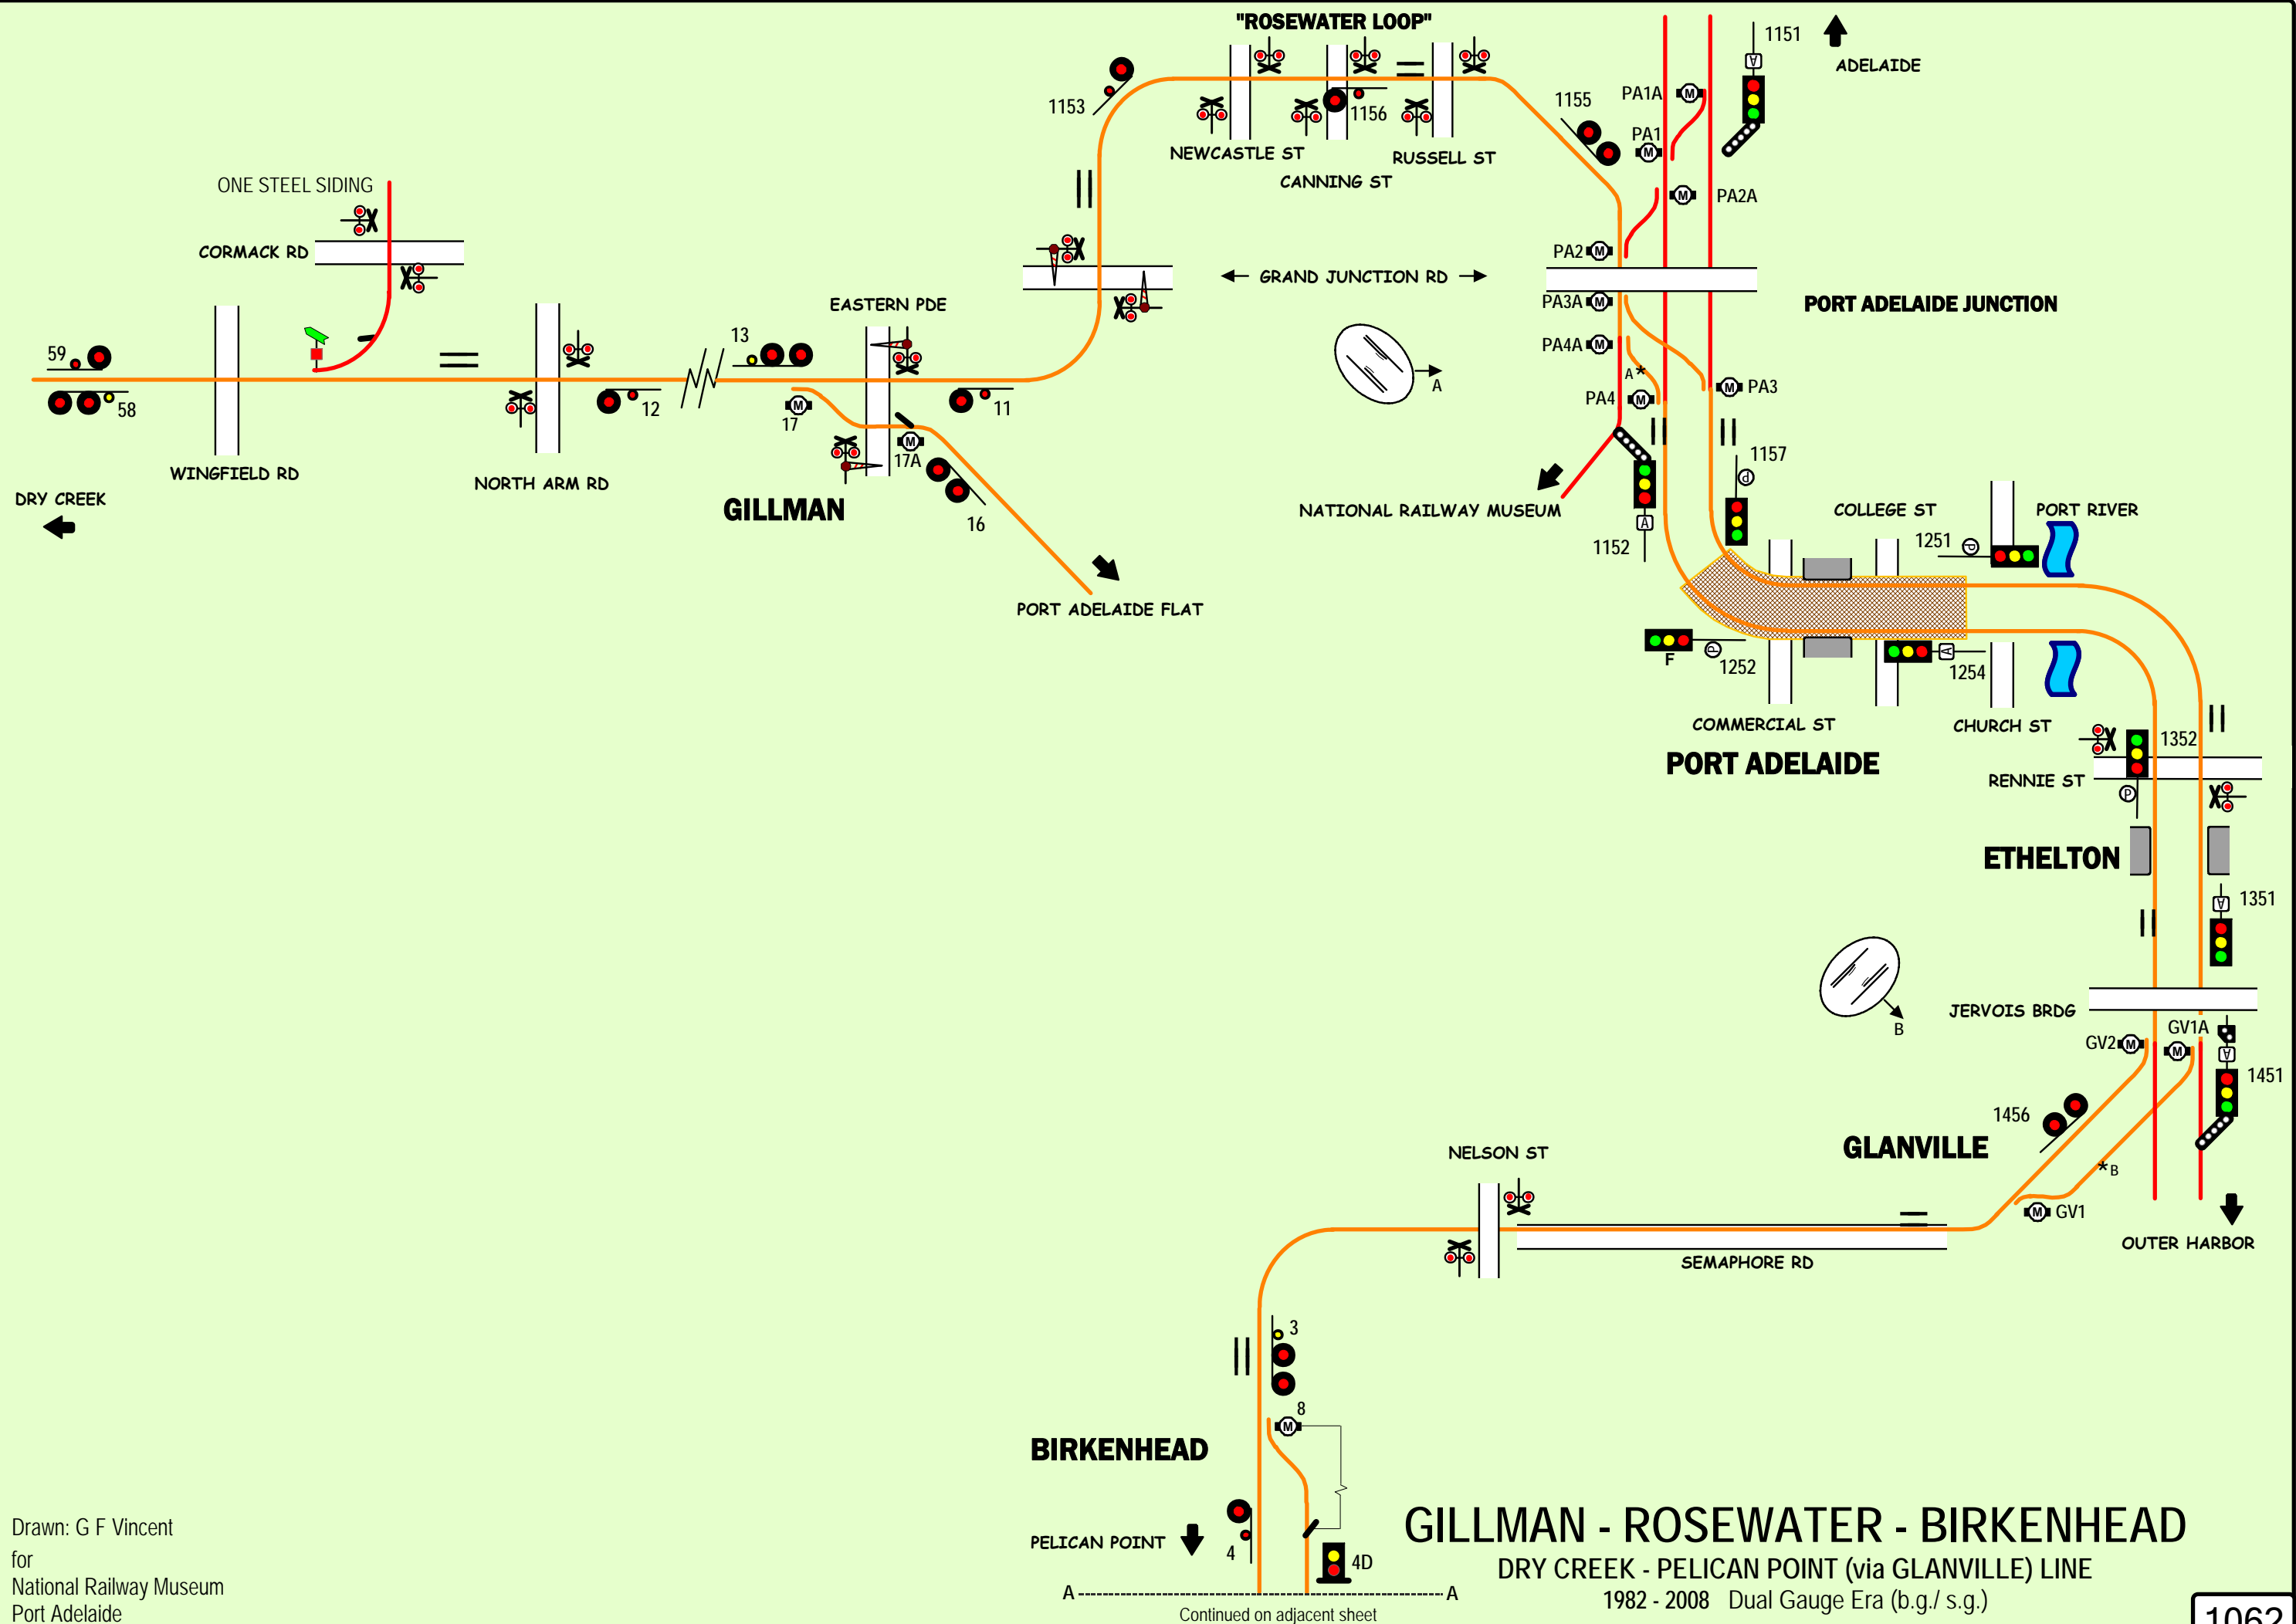 "ROSEWATER LOOP"
1151
ADELAIDE
1153
1155
PA1A
1156
PA1
NEWCASTLE ST
RUSSELL ST
CANNING ST
ONE STEEL SIDING
PA2A
CORMACK RD
PA2
GRAND JUNCTION RD
EASTERN PDE
PA3A
PORT ADELAIDE JUNCTION
59
13
PA4A
A
A*
PA3
58
12
17
11
PA4
17A
WINGFIELD RD
NORTH ARM RD
1157
DRY CREEK
GILLMAN
16
NATIONAL RAILWAY MUSEUM
COLLEGE ST
PORT RIVER
1152
1251
PORT ADELAIDE FLAT
F
1252
1254
COMMERCIAL ST
CHURCH ST
PORT ADELAIDE
1352
RENNIE ST
ETHELTON
1351
JERVOIS BRDG
B
GV1A
GV2
1451
1456
GLANVILLE
NELSON ST
*B
GV1
SEMAPHORE RD
OUTER HARBOR
3
8
BIRKENHEAD
PELICAN POINT
4
4D
A
A
Continued on adjacent sheet
Drawn: G F Vincent
for
National Railway Museum
Port Adelaide
GILLMAN - ROSEWATER - BIRKENHEAD
DRY CREEK - PELICAN POINT (via GLANVILLE) LINE
1982 - 2008 Dual Gauge Era (b.g./ s.g.)
1062